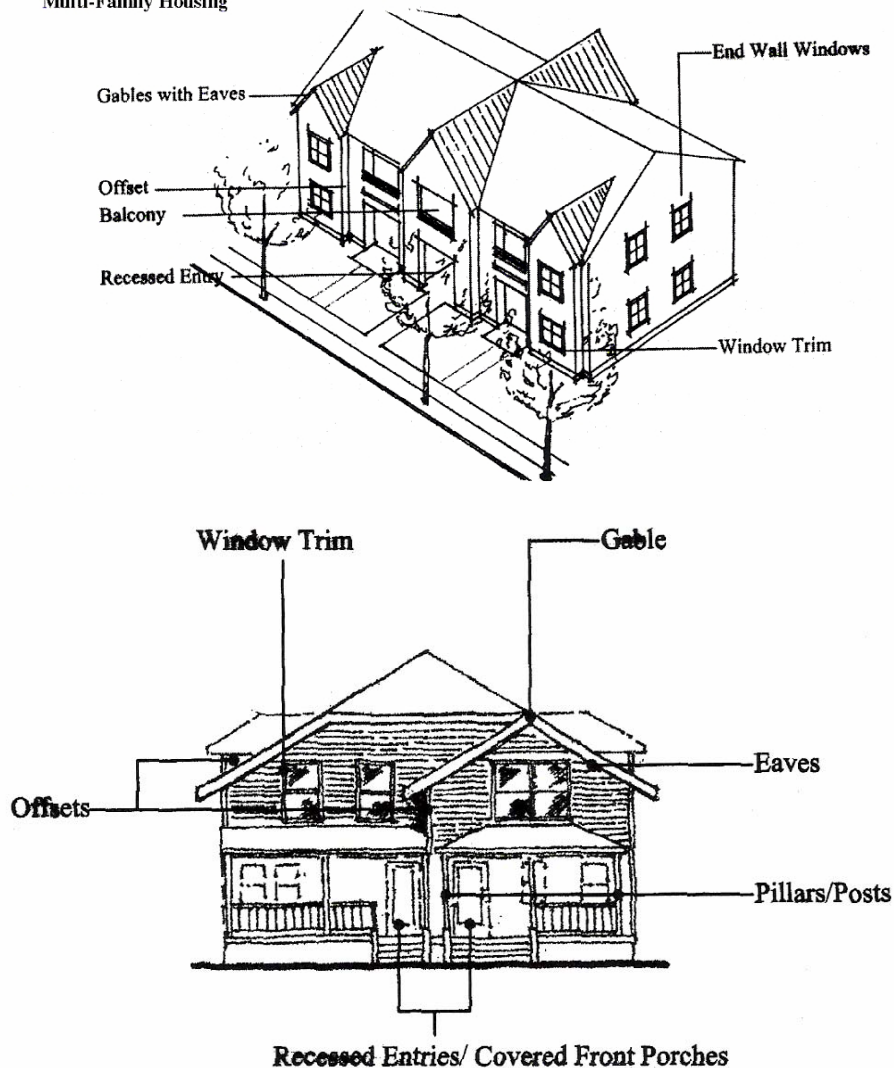 Multi-Family Housing
End Wall Windows
Gables with Eaves
Offset
Balcony
Recessed Entry
Window Trim
Window Trim
Gable
Eaves
Offsets
Pillars/Posts
Recessed Entries/ Covered Front Porches